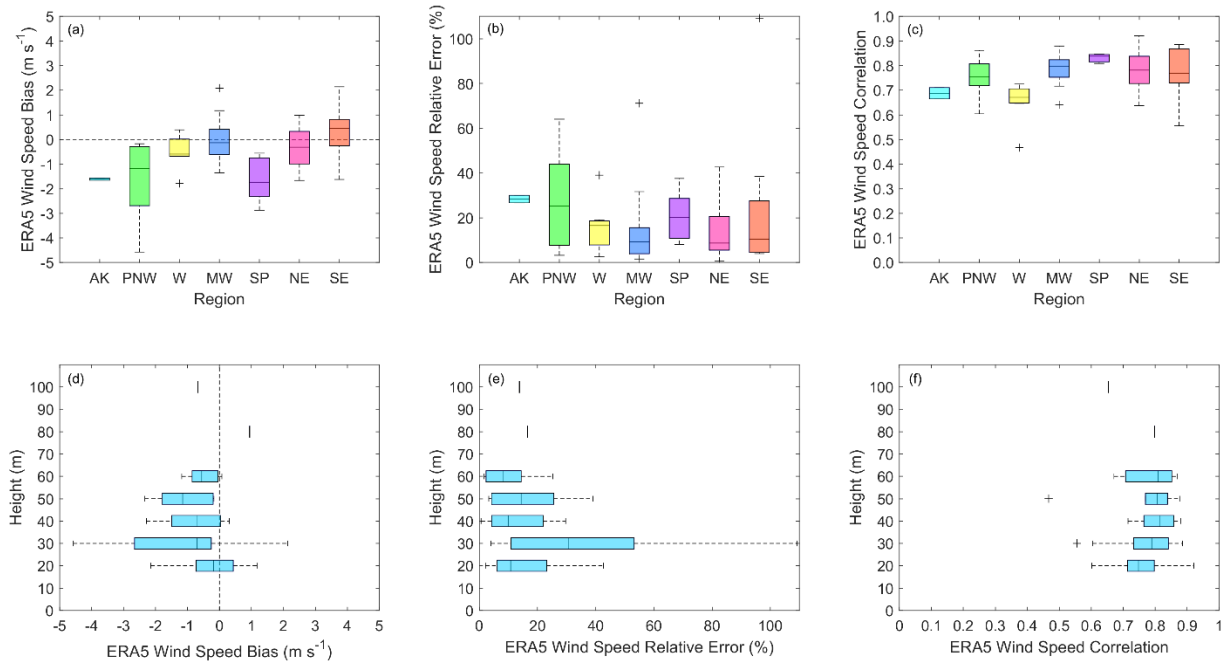 (a)
5
4
3
2
1
0
-1
-2
-3
-4
-5
ERA5 Wind Speed Bias (m s⁻¹)
AK PNW W MW SP NE SE
Region
(b)
100
80
60
40
20
0
ERA5 Wind Speed Relative Error (%)
AK PNW W MW SP NE SE
Region
(c)
1.0
0.9
0.8
0.7
0.6
0.5
0.4
0.3
0.2
0.1
0.0
ERA5 Wind Speed Correlation
AK PNW W MW SP NE SE
Region
(d)
100
90
80
70
60
50
40
30
20
10
0
Height (m)
-5 -4 -3 -2 -1 0 1 2 3 4 5
ERA5 Wind Speed Bias (m s⁻¹)
(e)
100
90
80
70
60
50
40
30
20
10
0
Height (m)
0 20 40 60 80 100
ERA5 Wind Speed Relative Error (%)
(f)
100
90
80
70
60
50
40
30
20
10
0
Height (m)
0 0.1 0.2 0.3 0.4 0.5 0.6 0.7 0.8 0.9 1
ERA5 Wind Speed Correlation